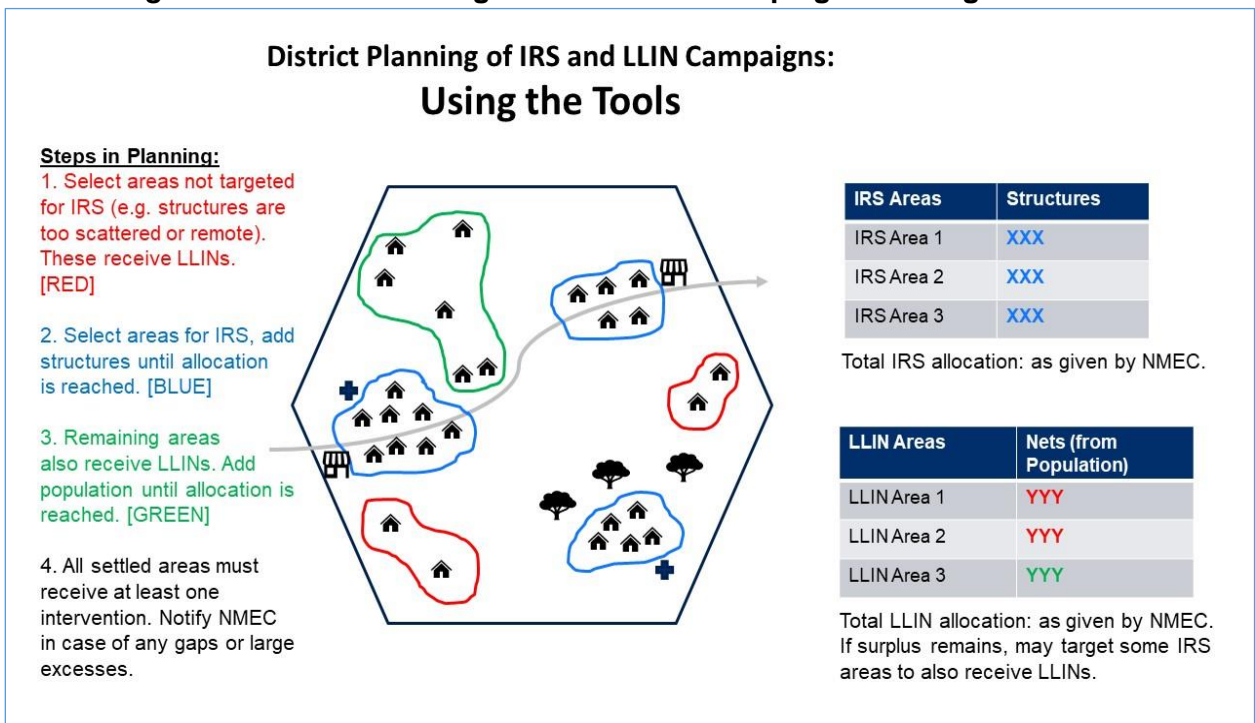 District Planning of IRS and LLIN Campaigns:
Using the Tools
Steps in Planning:
1. Select areas not targeted
for IRS (e.g. structures are
too scattered or remote).
These receive LLINs.
[RED]
2. Select areas for IRS, add
structures until allocation
is reached. [BLUE]
3. Remaining areas
also receive LLINs. Add
population until allocation is
reached. [GREEN]
4. All settled areas must
receive at least one
intervention. Notify NMEC
in case of any gaps or large
excesses.
IRS Areas Structures
IRS Area 1 XXX
IRS Area 2 XXX
IRS Area 3 XXX
Total IRS allocation: as given by NMEC.
LLIN Areas Nets (from
Population)
LLIN Area 1 YYY
LLIN Area 2 YYY
LLIN Area 3 YYY
Total LLIN allocation: as given by NMEC.
If surplus remains, may target some IRS
areas to also receive LLINs.